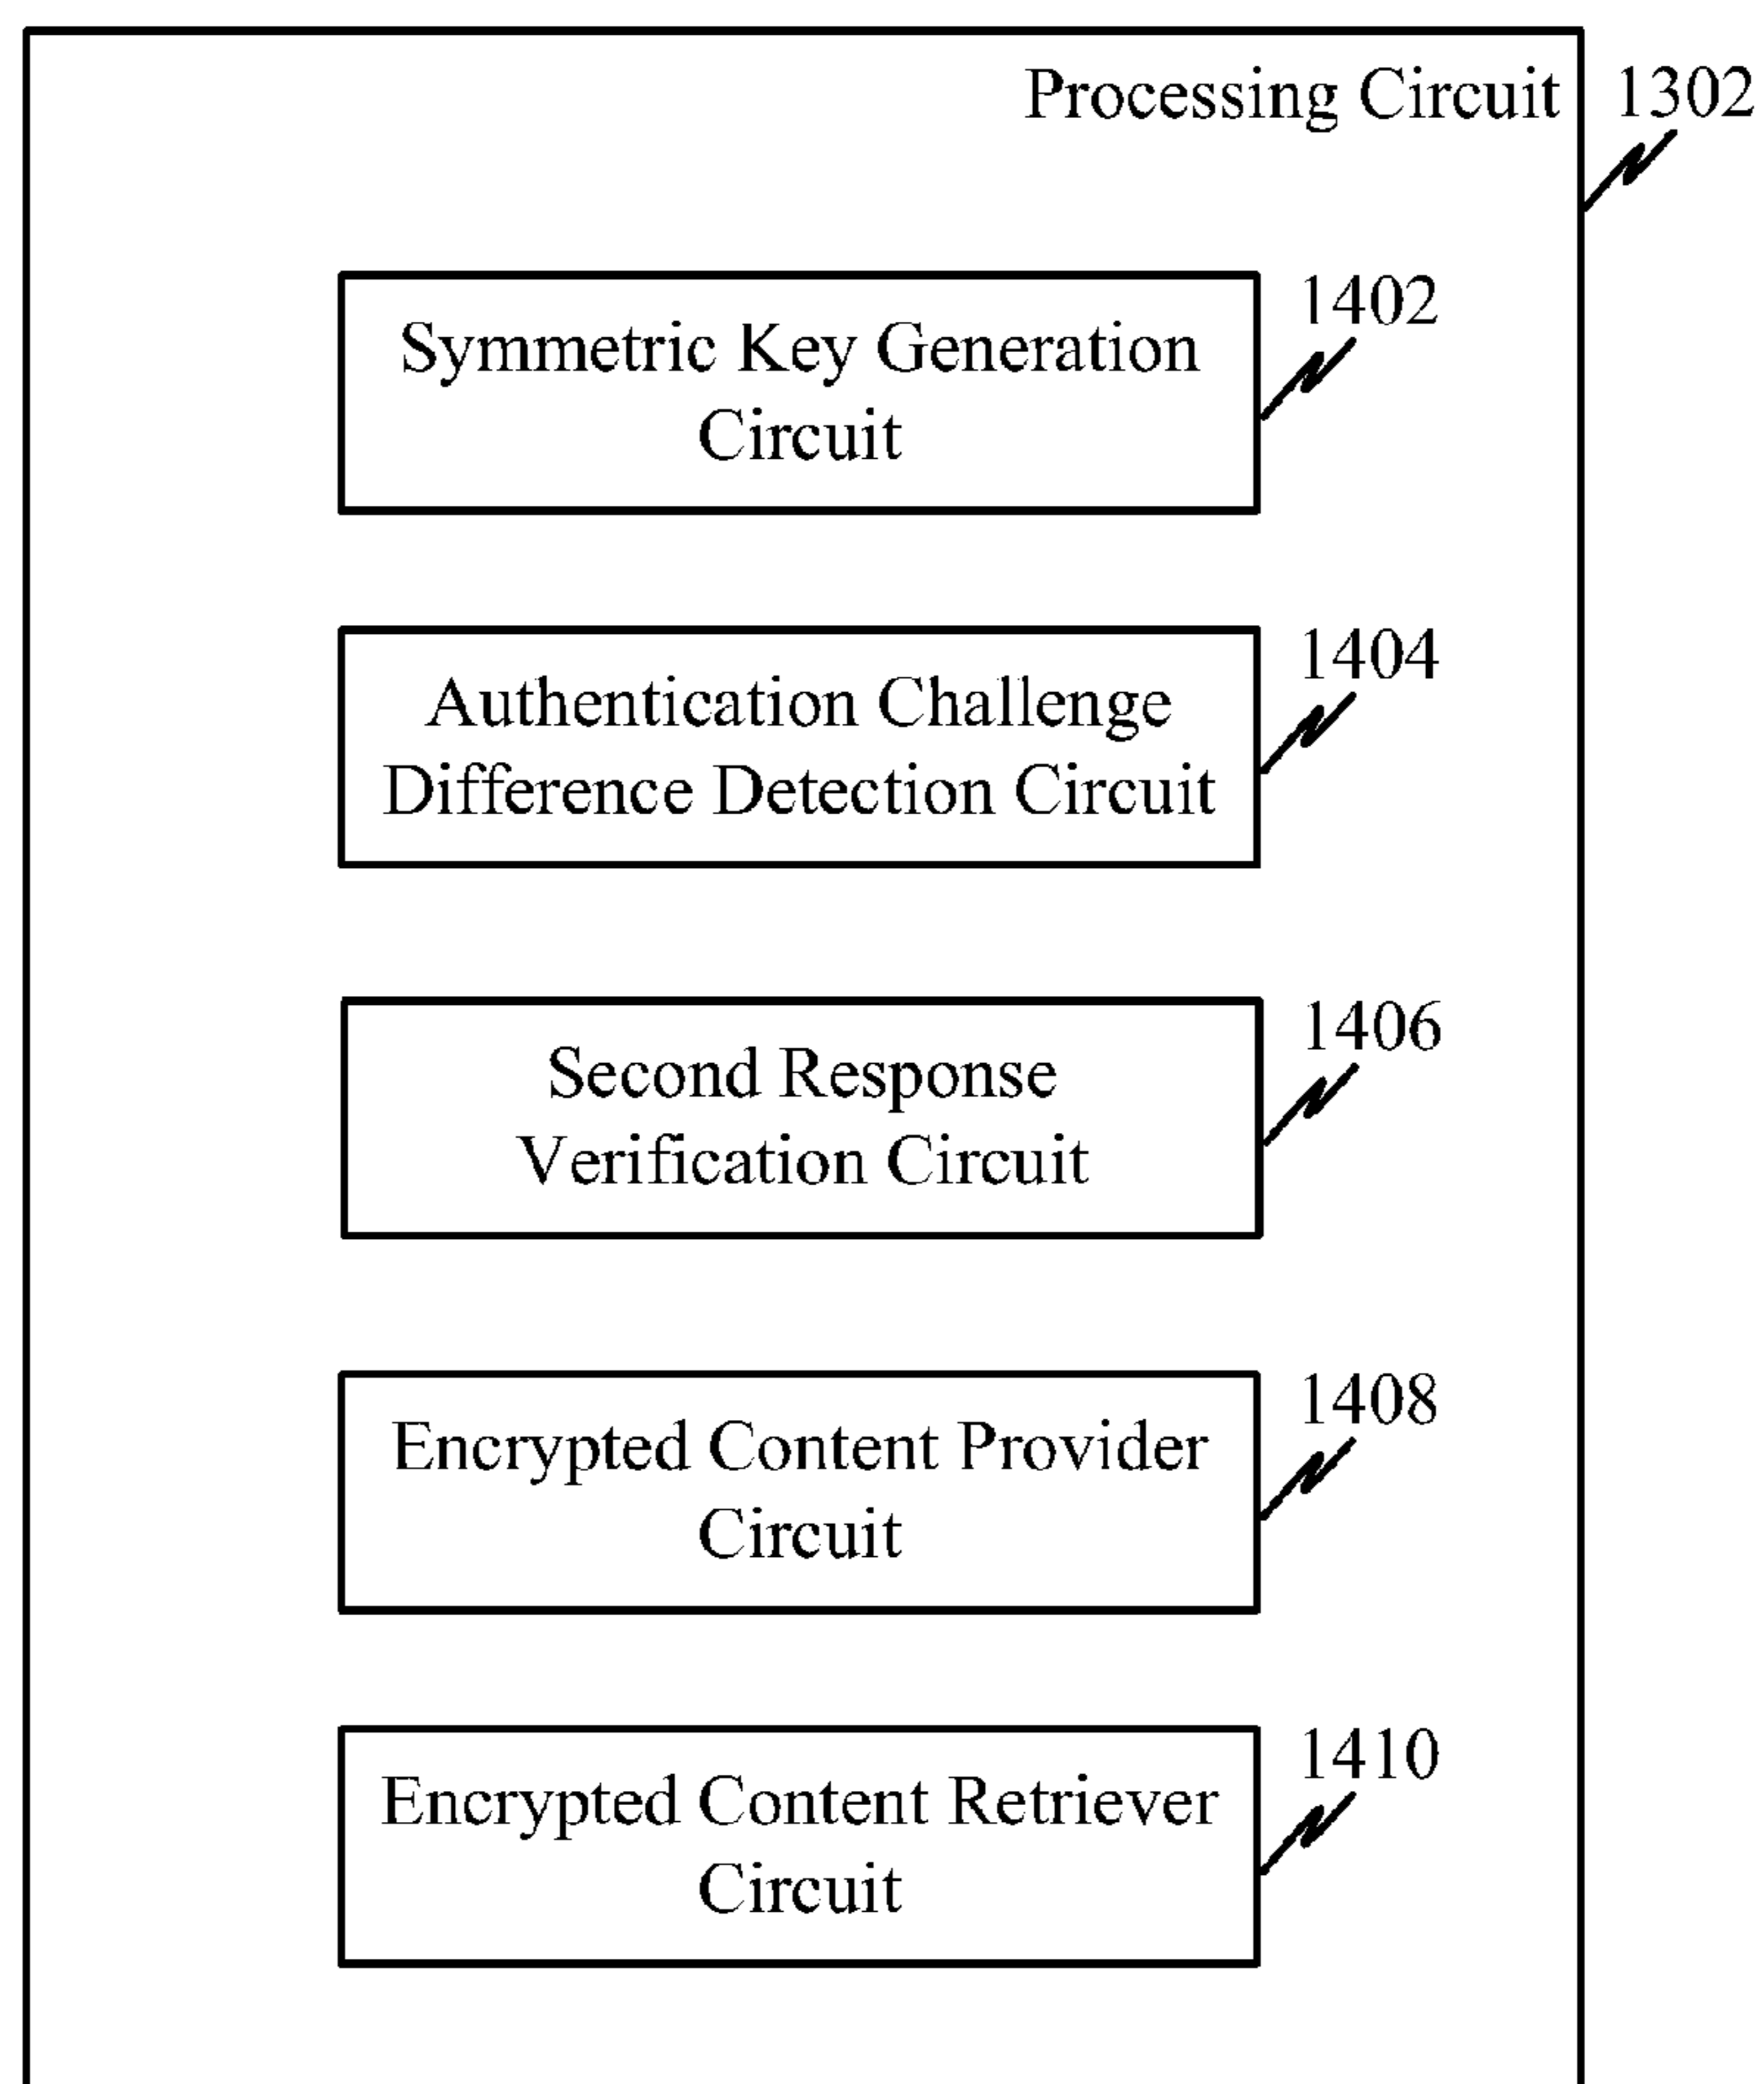 Processing Circuit
1302
Symmetric Key Generation
Circuit
1402
Authentication Challenge
Difference Detection Circuit
1404
Second Response
Verification Circuit
1406
Encrypted Content Provider
Circuit
1408
Encrypted Content Retriever
Circuit
1410